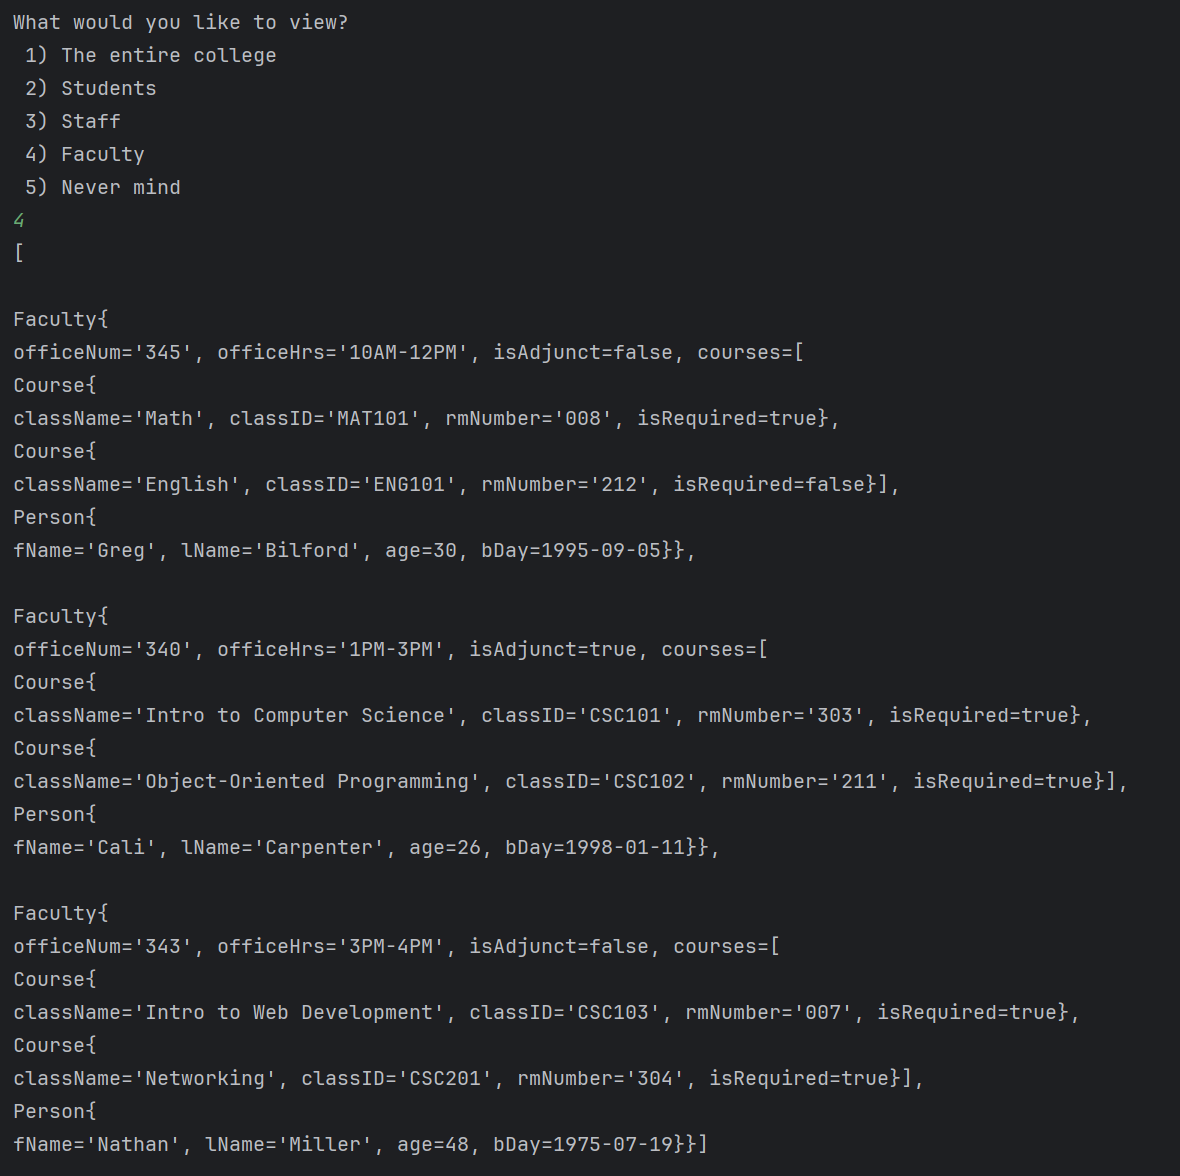 What would you like to view?
 1) The entire college
 2) Students
 3) Staff
 4) Faculty
 5) Never mind
4
[

Faculty{
officeNum='345', officeHrs='10AM-12PM', isAdjunct=false, courses=[
Course{
className='Math', classID='MAT101', rmNumber='008', isRequired=true},
Course{
className='English', classID='ENG101', rmNumber='212', isRequired=false}],
Person{
fName='Greg', lName='Bilford', age=30, bDay=1995-09-05}},

Faculty{
officeNum='340', officeHrs='1PM-3PM', isAdjunct=true, courses=[
Course{
className='Intro to Computer Science', classID='CSC101', rmNumber='303', isRequired=true},
Course{
className='Object-Oriented Programming', classID='CSC102', rmNumber='211', isRequired=true}],
Person{
fName='Cali', lName='Carpenter', age=26, bDay=1998-01-11}},

Faculty{
officeNum='343', officeHrs='3PM-4PM', isAdjunct=false, courses=[
Course{
className='Intro to Web Development', classID='CSC103', rmNumber='007', isRequired=true},
Course{
className='Networking', classID='CSC201', rmNumber='304', isRequired=true}],
Person{
fName='Nathan', lName='Miller', age=48, bDay=1975-07-19}}]